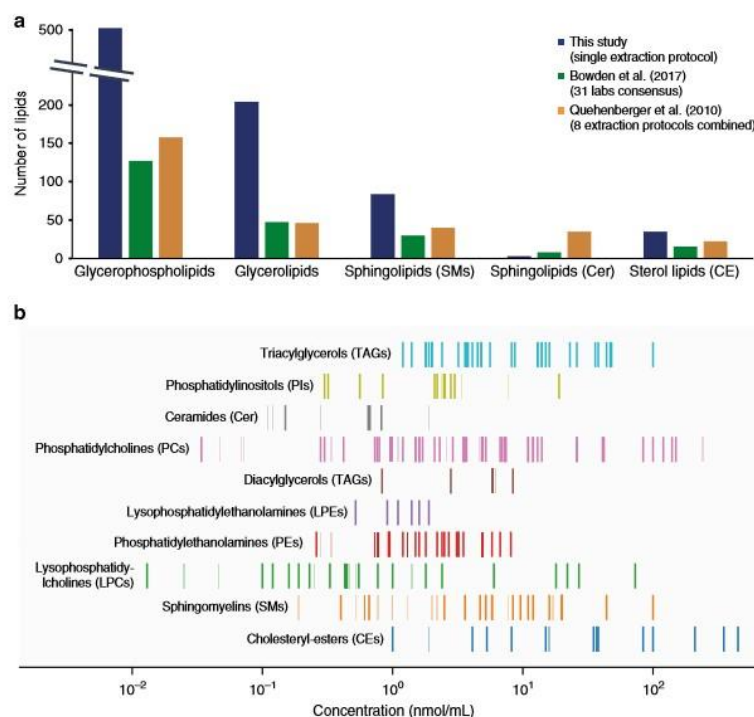 a
500
200
150
100
50
0
Number of lipids
This study
(single extraction protocol)
Bowden et al. (2017)
(31 labs consensus)
Quehenberger et al. (2010)
(8 extraction protocols combined)
Glycerophospholipids
Glycerolipids
Sphingolipids (SMs)
Sphingolipids (Cer)
Sterol lipids (CE)
b
Triacylglycerols (TAGs)
Phosphatidylinositols (PIs)
Ceramides (Cer)
Phosphatidylcholines (PCs)
Diacylglycerols (TAGs)
Lysophosphatidylethanolamines (LPEs)
Phosphatidylethanolamines (PEs)
Lysophosphatidy-
lcholines (LPCs)
Sphingomyelins (SMs)
Cholesteryl-esters (CEs)
10⁻²
10⁻¹
10⁰
10¹
10²
Concentration (nmol/mL)